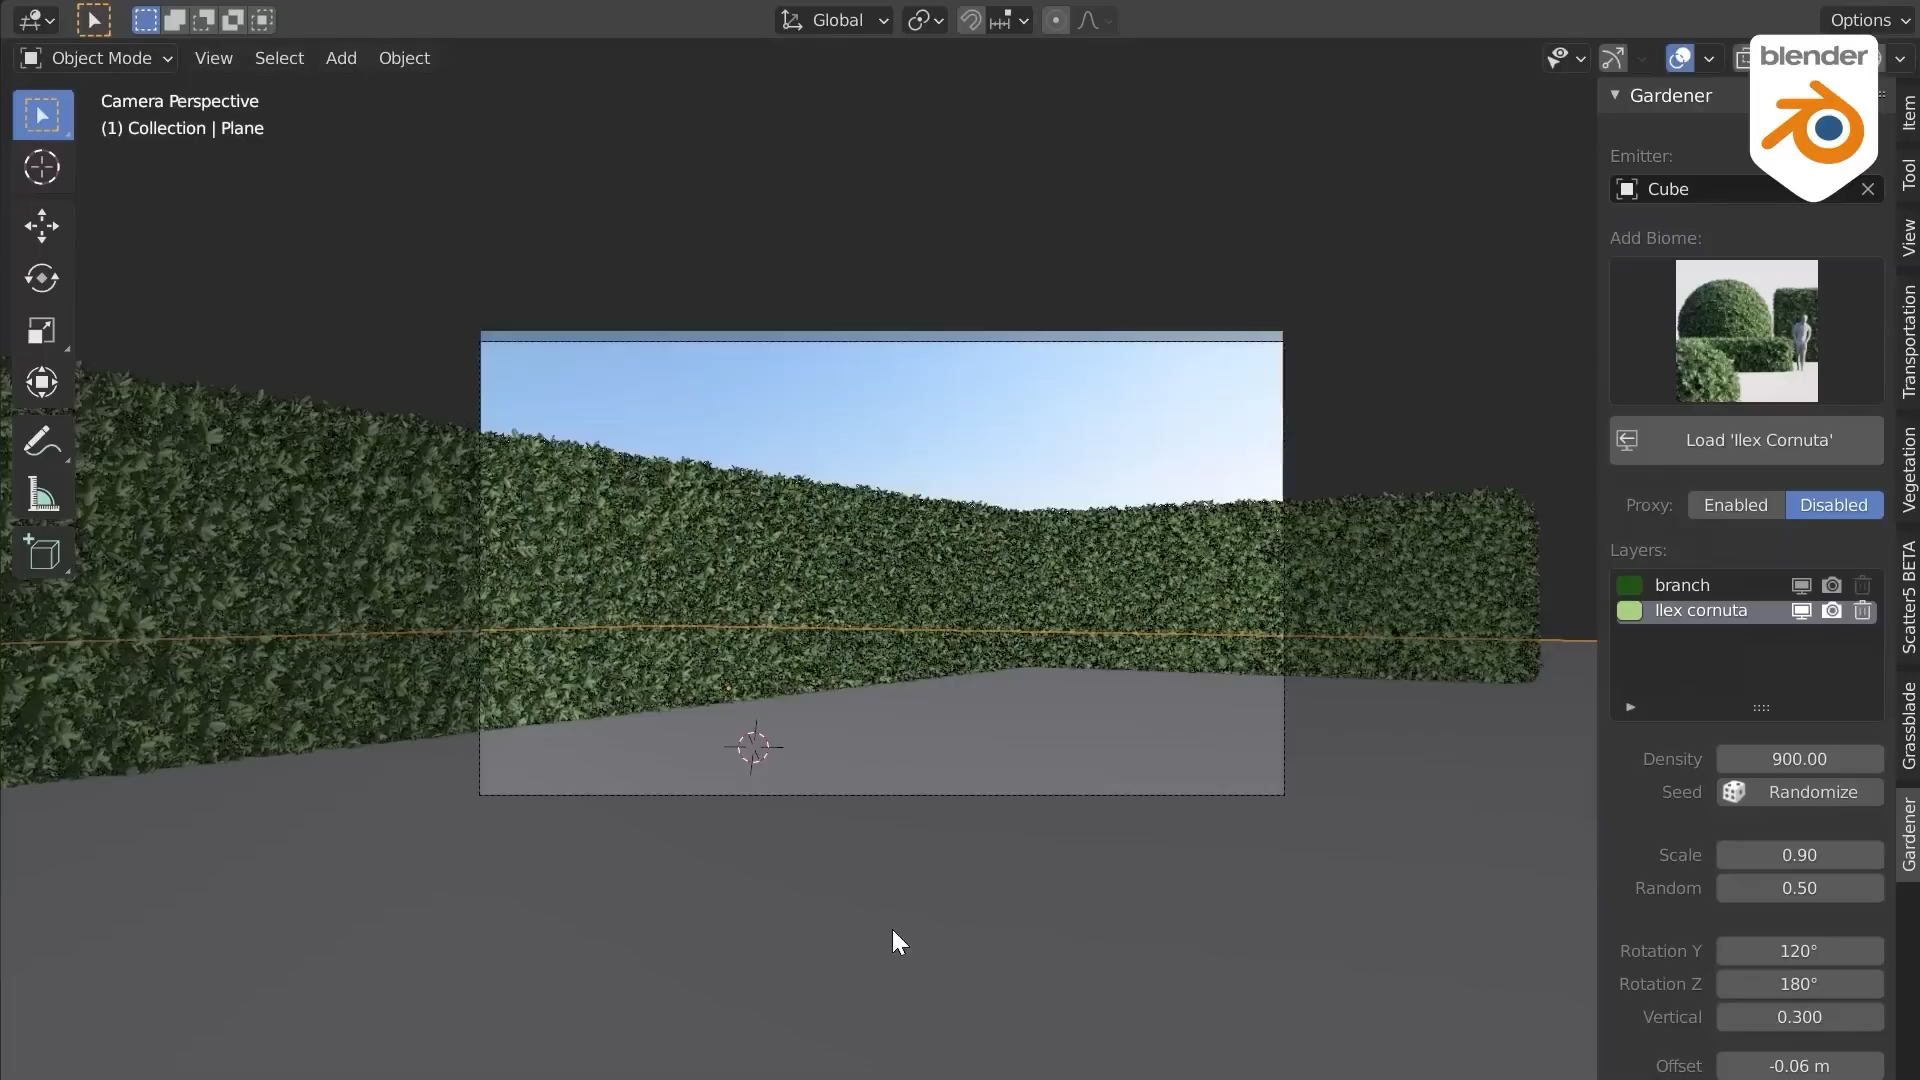 Global
Options
Object Mode
View
Select
Add
Object
blender
Camera Perspective
(1) Collection | Plane
Gardener
Emitter:
Cube
Add Biome:
Load 'Ilex Cornuta'
Proxy:
Enabled
Disabled
Layers:
branch
Ilex cornuta
Density
900.00
Seed
Randomize
Scale
0.90
Random
0.50
Rotation Y
120°
Rotation Z
180°
Vertical
0.300
Offset
-0.06 m
Item
Tool
View
Transportation
Vegetation
Scatter5 BETA
Grassblade
Gardener